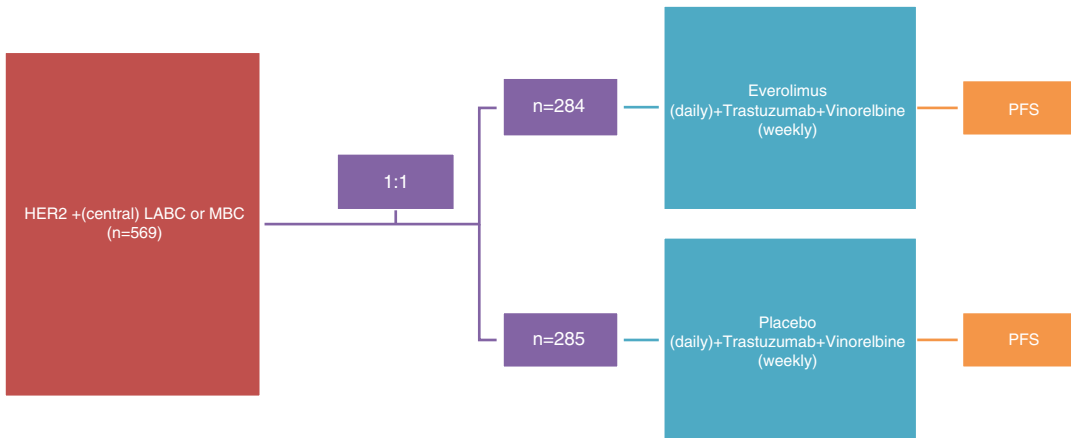 HER2 +(central) LABC or MBC
(n=569)
1:1
n=284
Everolimus
(daily)+Trastuzumab+Vinorelbine
(weekly)
PFS
n=285
Placebo
(daily)+Trastuzumab+Vinorelbine
(weekly)
PFS